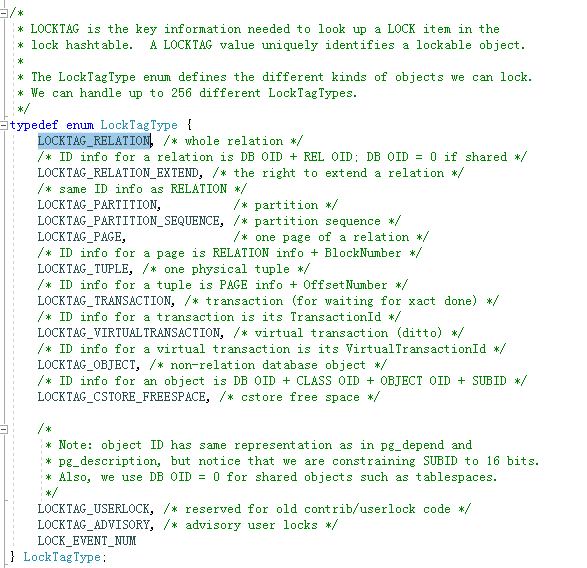 /*
 * LOCKTAG is the key information needed to look up a LOCK item in the
 * lock hashtable.  A LOCKTAG value uniquely identifies a lockable object.
 *
 * The LockTagType enum defines the different kinds of objects we can lock.
 * We can handle up to 256 different LockTagTypes.
 */
typedef enum LockTagType {
    LOCKTAG_RELATION, /* whole relation */
    /* ID info for a relation is DB OID + REL OID; DB OID = 0 if shared */
    LOCKTAG_RELATION_EXTEND, /* the right to extend a relation */
    /* same ID info as RELATION */
    LOCKTAG_PARTITION,          /* partition */
    LOCKTAG_PARTITION_SEQUENCE, /* partition sequence */
    LOCKTAG_PAGE,               /* one page of a relation */
    /* ID info for a page is RELATION info + BlockNumber */
    LOCKTAG_TUPLE, /* one physical tuple */
    /* ID info for a tuple is PAGE info + OffsetNumber */
    LOCKTAG_TRANSACTION, /* transaction (for waiting for xact done) */
    /* ID info for a transaction is its TransactionId */
    LOCKTAG_VIRTUALTRANSACTION, /* virtual transaction (ditto) */
    /* ID info for a virtual transaction is its VirtualTransactionId */
    LOCKTAG_OBJECT, /* non-relation database object */
    /* ID info for an object is DB OID + CLASS OID + OBJECT OID + SUBID */
    LOCKTAG_CSTORE_FREESPACE, /* cstore free space */

    /*
     * Note: object ID has same representation as in pg_depend and
     * pg_description, but notice that we are constraining SUBID to 16 bits.
     * Also, we use DB OID = 0 for shared objects such as tablespaces.
     */
    LOCKTAG_USERLOCK, /* reserved for old contrib/userlock code */
    LOCKTAG_ADVISORY, /* advisory user locks */
    LOCK_EVENT_NUM
} LockTagType;